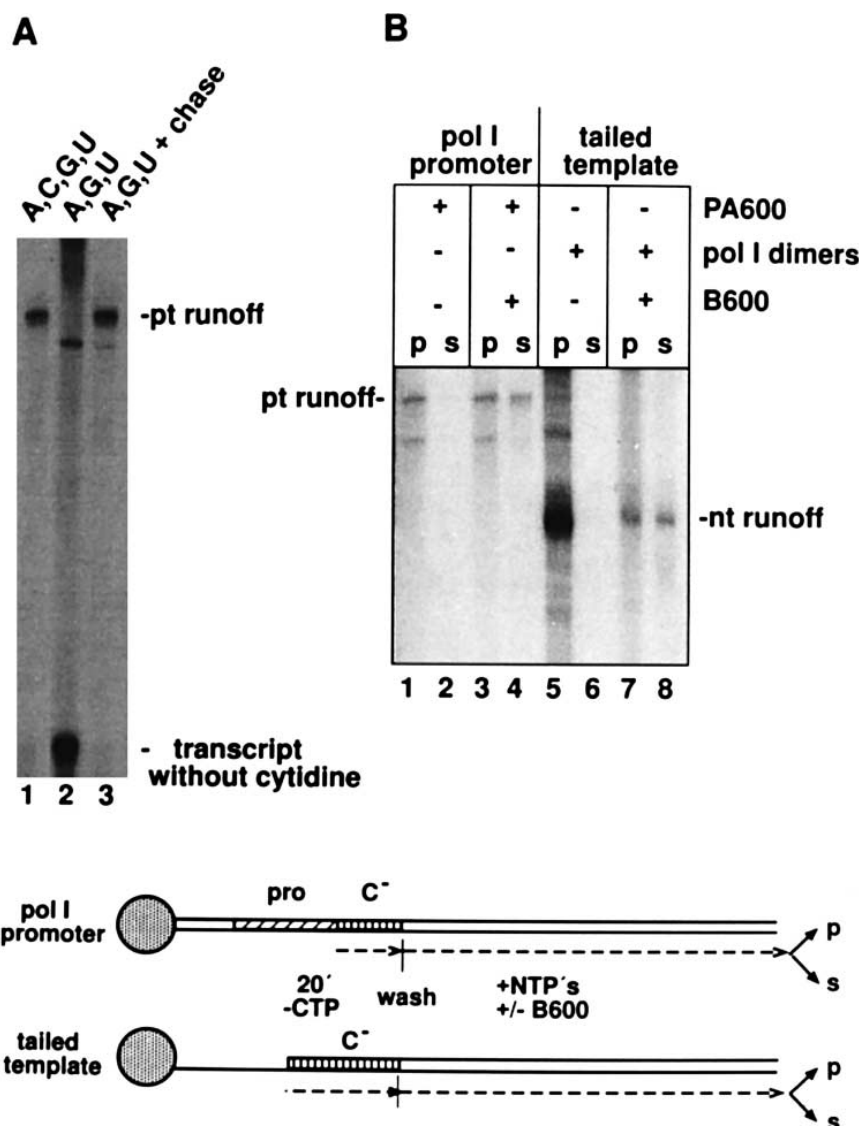 A
A,C,G,U
A,G,U
A,G,U + chase
-pt runoff
- transcript
without cytidine
1 2 3
B
pol I
promoter
tailed
template
+ + - - PA600
- - + + pol I dimers
- + - + B600
p s p s p s p s
pt runoff-
-nt runoff
1 2 3 4 5 6 7 8
pro C-
pol I
promoter
p
s
20´
-CTP
wash
+NTP´s
+/- B600
C-
tailed
template
p
s